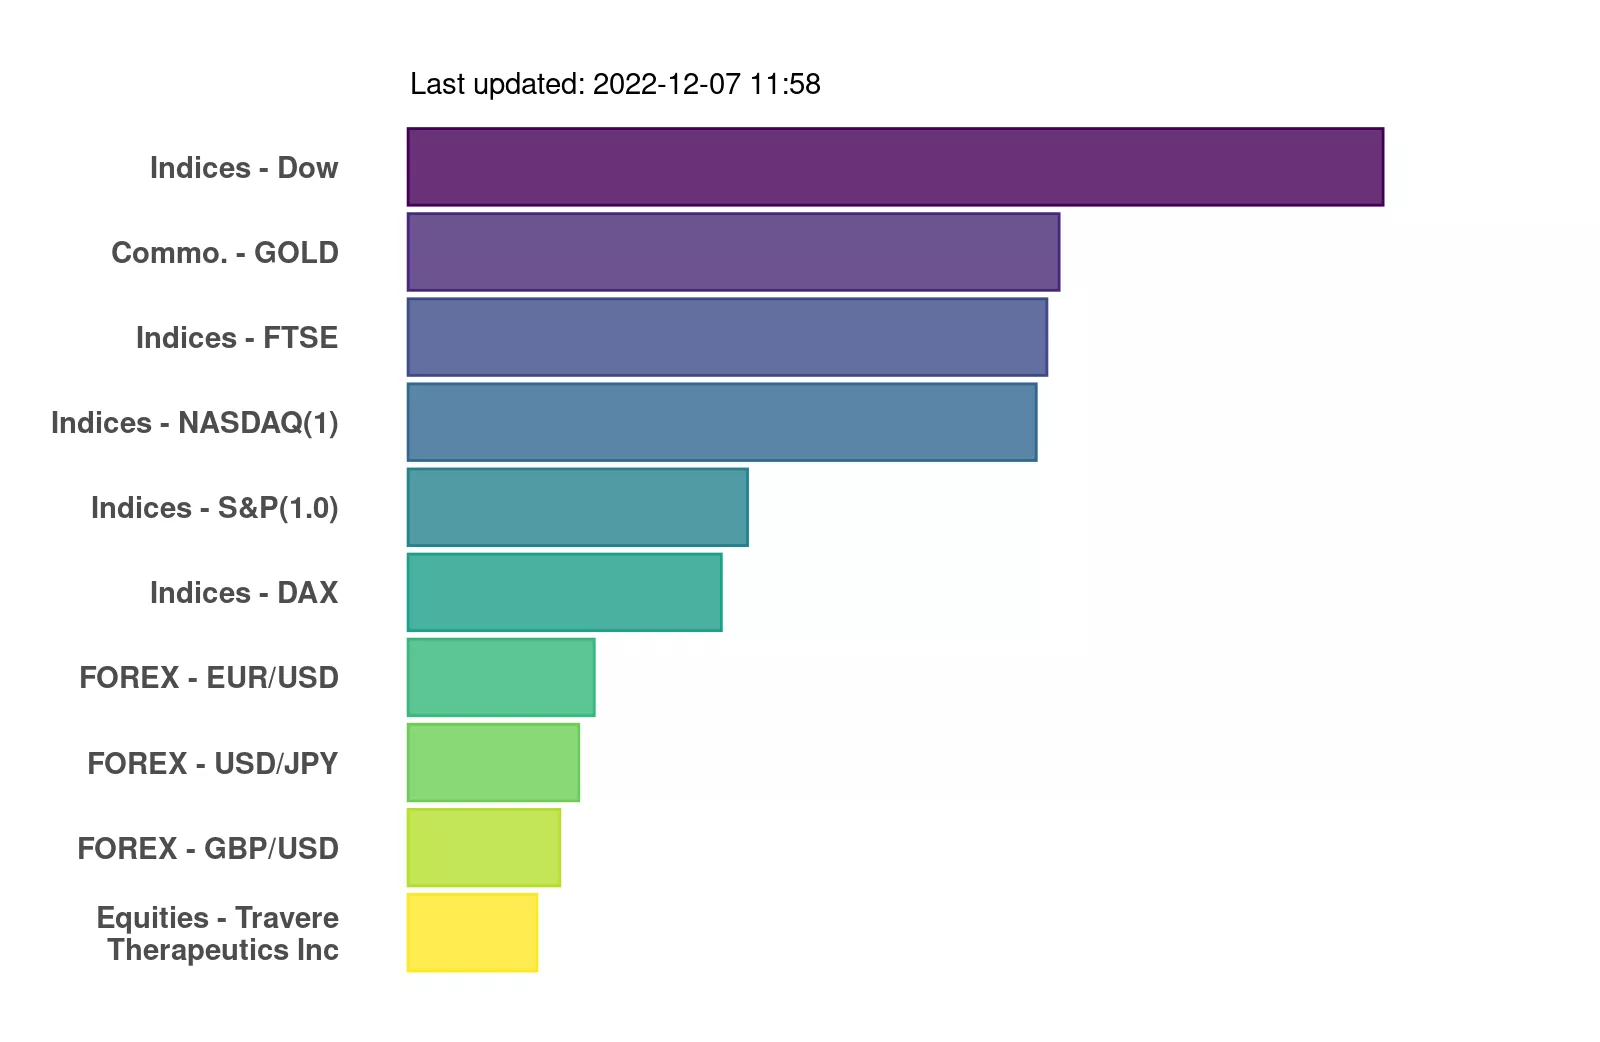 Last updated: 2022-12-07 11:58
Indices - Dow
Commo. - GOLD
Indices - FTSE
Indices - NASDAQ(1)
Indices - S&P(1.0)
Indices - DAX
FOREX - EUR/USD
FOREX - USD/JPY
FOREX - GBP/USD
Equities - Travere
Therapeutics Inc